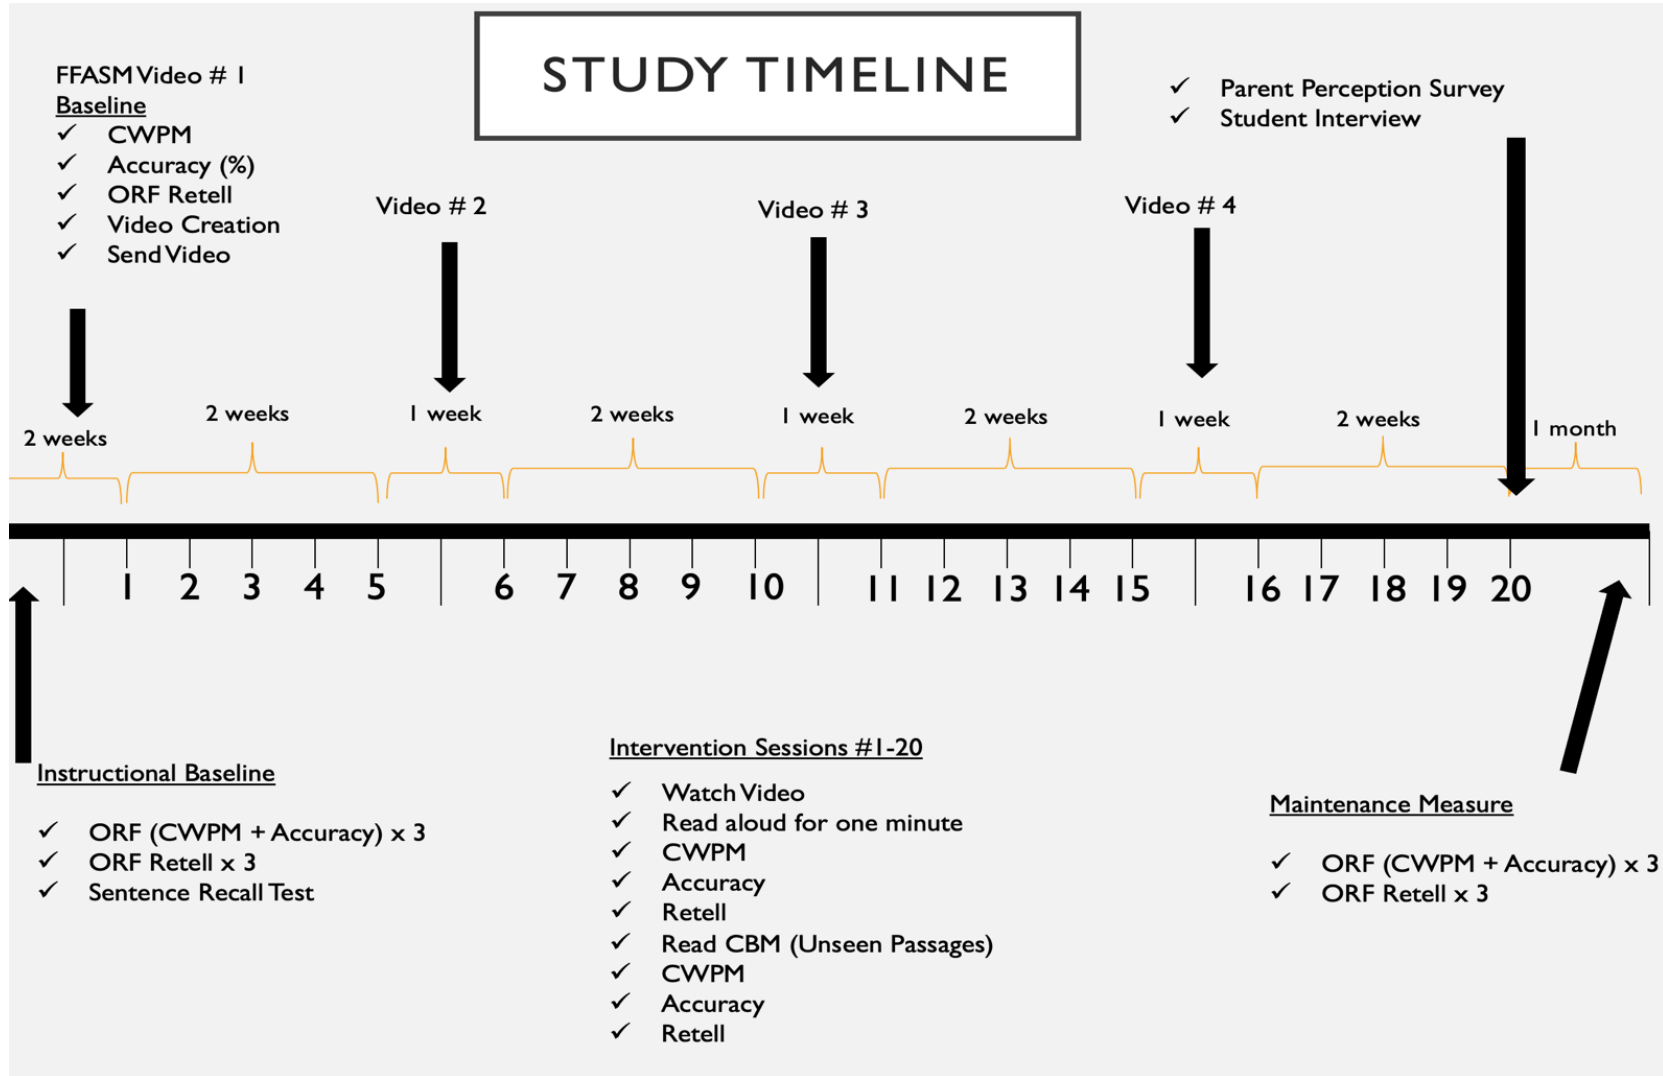 STUDY TIMELINE
FFASM Video # 1
Baseline
✓ CWPM
✓ Accuracy (%)
✓ ORF Retell
✓ Video Creation
✓ Send Video
Video # 2
Video # 3
Video # 4
✓ Parent Perception Survey
✓ Student Interview
2 weeks
2 weeks
1 week
2 weeks
1 week
2 weeks
1 week
2 weeks
1 month
1 2 3 4 5 6 7 8 9 10 11 12 13 14 15 16 17 18 19 20
Instructional Baseline
✓ ORF (CWPM + Accuracy) x 3
✓ ORF Retell x 3
✓ Sentence Recall Test
Intervention Sessions #1-20
✓ Watch Video
✓ Read aloud for one minute
✓ CWPM
✓ Accuracy
✓ Retell
✓ Read CBM (Unseen Passages)
✓ CWPM
✓ Accuracy
✓ Retell
Maintenance Measure
✓ ORF (CWPM + Accuracy) x 3
✓ ORF Retell x 3